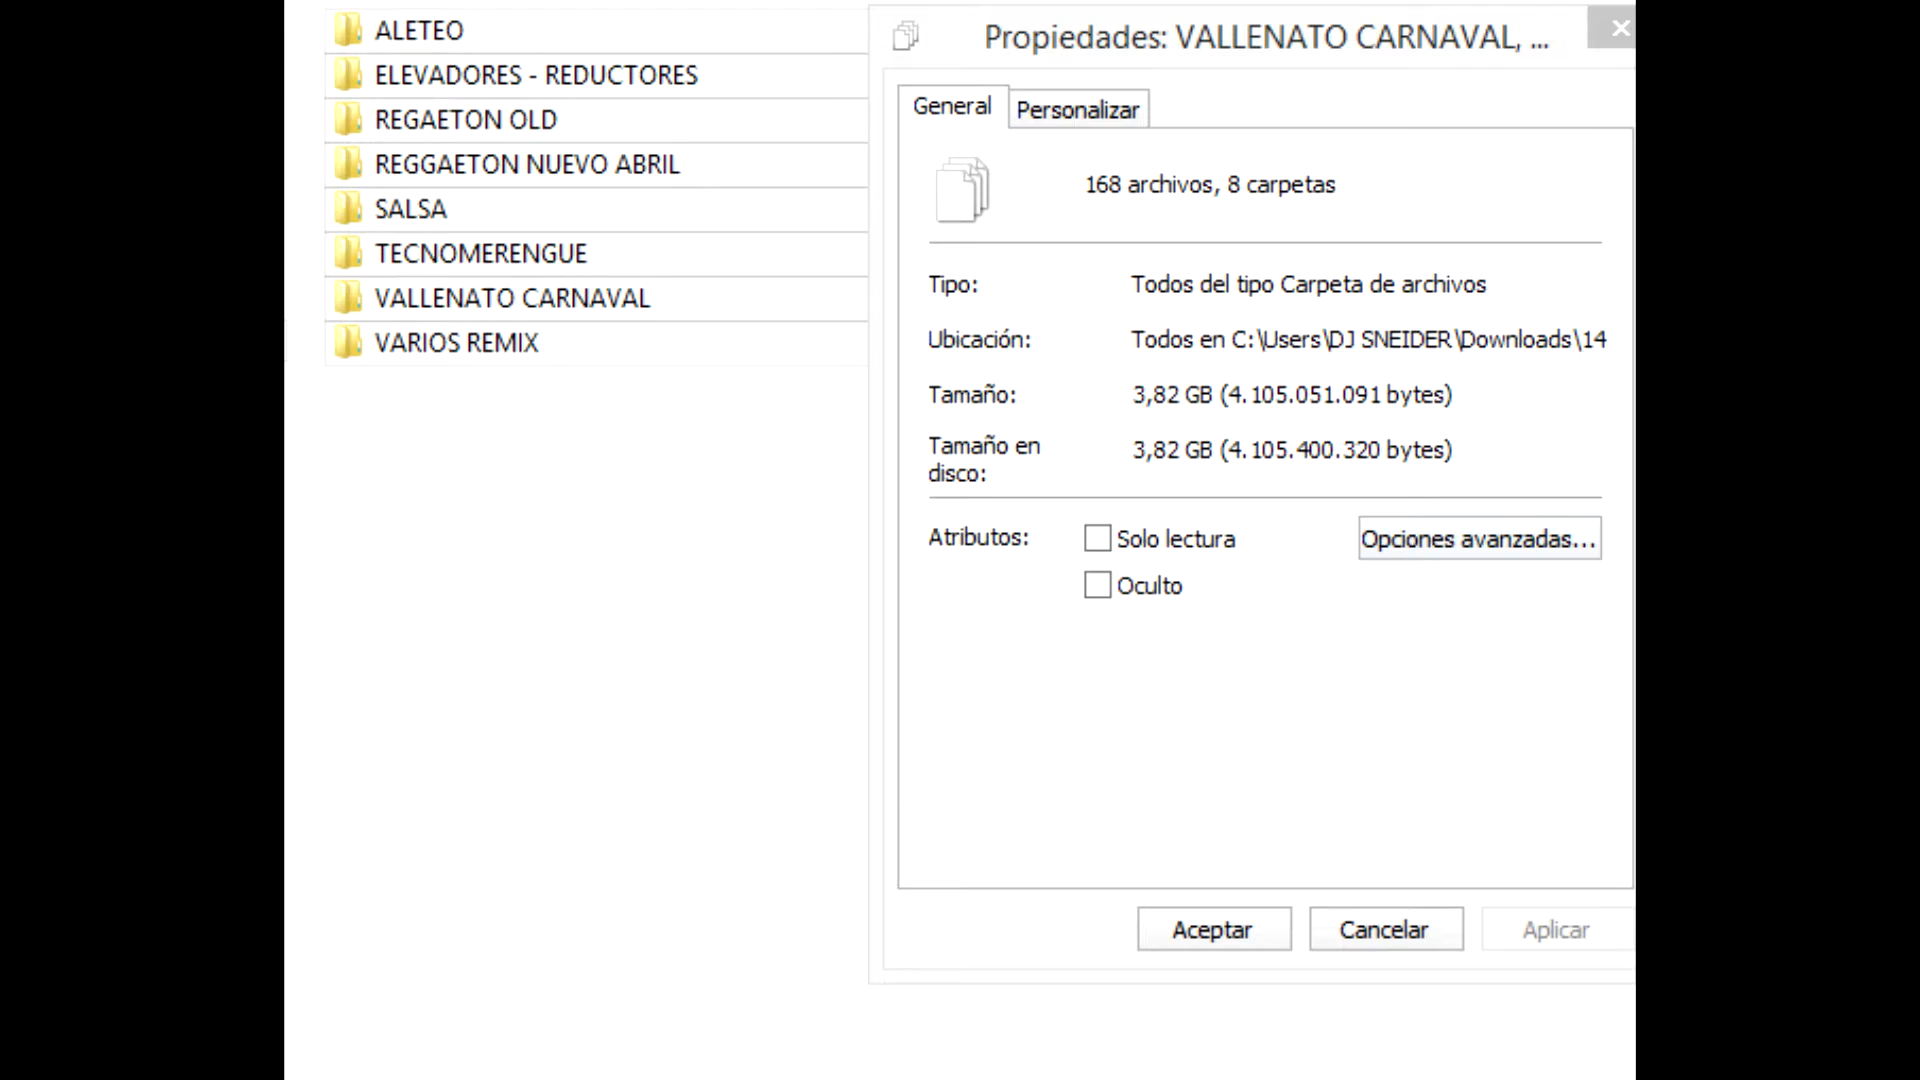 ALETEO
ELEVADORES - REDUCTORES
REGAETON OLD
REGGAETON NUEVO ABRIL
SALSA
TECNOMERENGUE
VALLENATO CARNAVAL
VARIOS REMIX
Propiedades: VALLENATO CARNAVAL, ...
General
Personalizar
168 archivos, 8 carpetas
Tipo: Todos del tipo Carpeta de archivos
Ubicación: Todos en C:\Users\DJ SNEIDER\Downloads\14
Tamaño: 3,82 GB (4.105.051.091 bytes)
Tamaño en disco: 3,82 GB (4.105.400.320 bytes)
Atributos: Solo lectura Opciones avanzadas...
Oculto
Aceptar Cancelar Aplicar